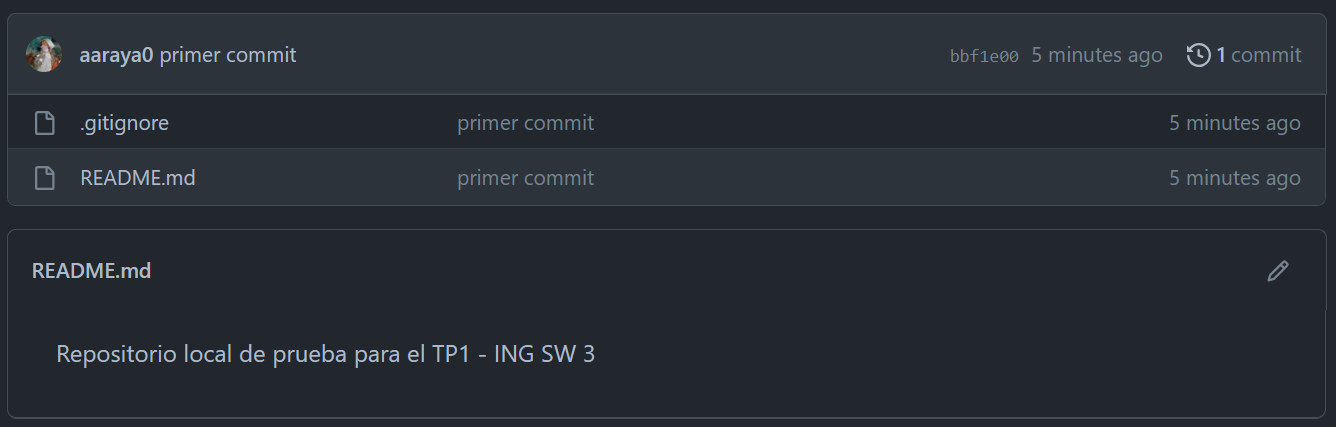 aaraya0 primer commit bbf1e00 5 minutes ago 1 commit
.gitignore primer commit 5 minutes ago
README.md primer commit 5 minutes ago
README.md
Repositorio local de prueba para el TP1 - ING SW 3